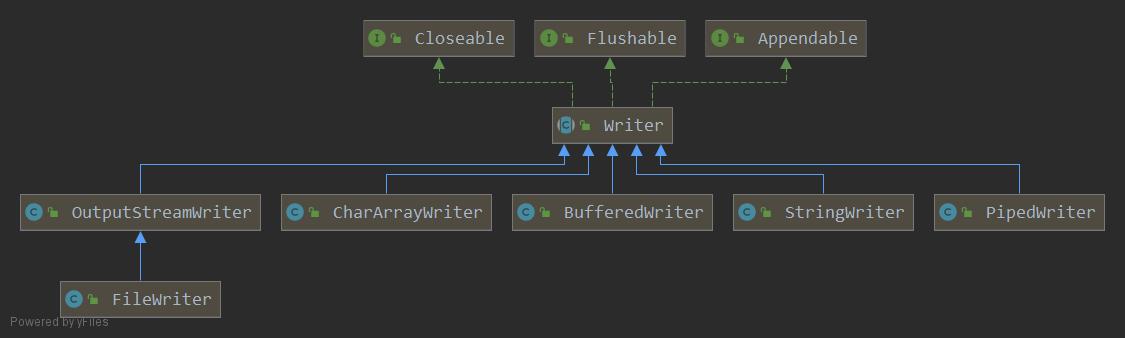 Closeable
Flushable
Appendable
Writer
OutputStreamWriter
CharArrayWriter
BufferedWriter
StringWriter
PipedWriter
FileWriter
Powered by yFiles